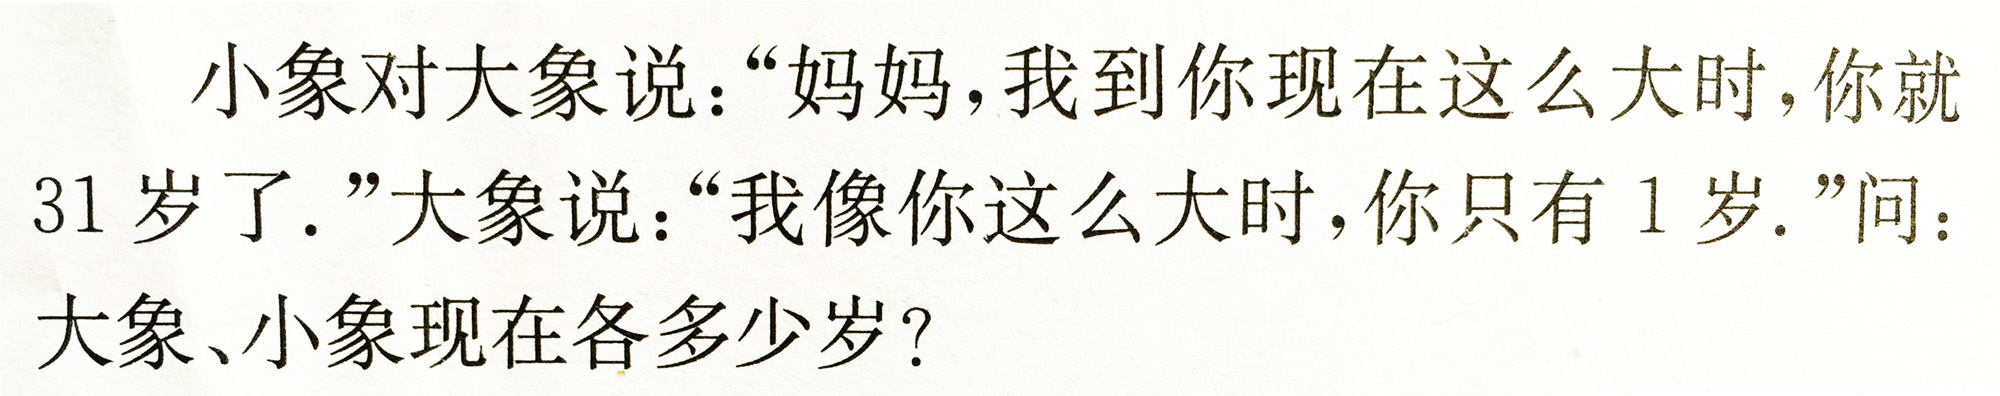 小象对大象说：“妈妈，我到你现在这么大时，你就
31 岁了．”大象说：“我像你这么大时，你只有 1 岁．”问：
大象、小象现在各多少岁？